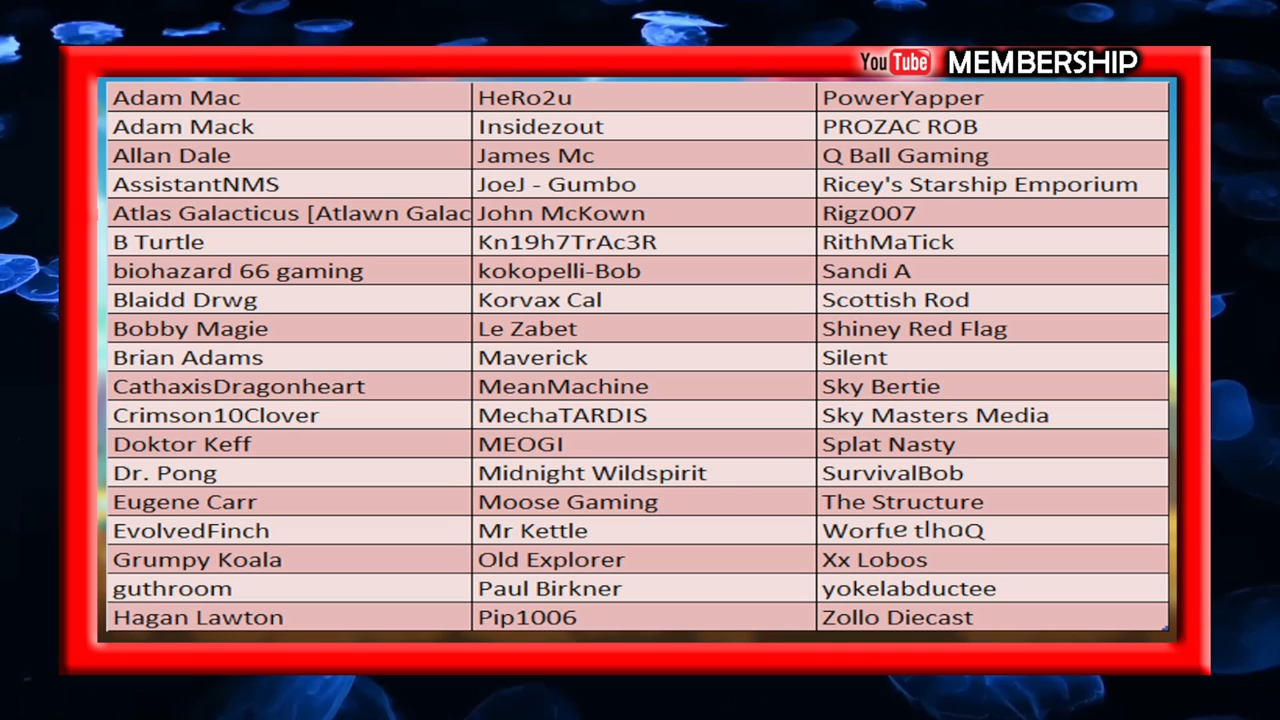 YouTube MEMBERSHIP
Adam Mac HeRo2u PowerYapper
Adam Mack Insidezout PROZAC ROB
Allan Dale James Mc Q Ball Gaming
AssistantNMS JoeJ - Gumbo Ricey's Starship Emporium
Atlas Galacticus [Atlawn Galac John McKown Rigz007
B Turtle Kn19h7TrAc3R RithMaTick
biohazard 66 gaming kokopelli-Bob Sandi A
Blaidd Drwg Korvax Cal Scottish Rod
Bobby Magie Le Zabet Shiney Red Flag
Brian Adams Maverick Silent
CathaxisDragonheart MeanMachine Sky Bertie
Crimson10Clover MechaTARDIS Sky Masters Media
Doktor Keff MEOGI Splat Nasty
Dr. Pong Midnight Wildspirit SurvivalBob
Eugene Carr Moose Gaming The Structure
EvolvedFinch Mr Kettle Worfιe tlhaQ
Grumpy Koala Old Explorer Xx Lobos
guthroom Paul Birkner yokelabductee
Hagan Lawton Pip1006 Zollo Diecast